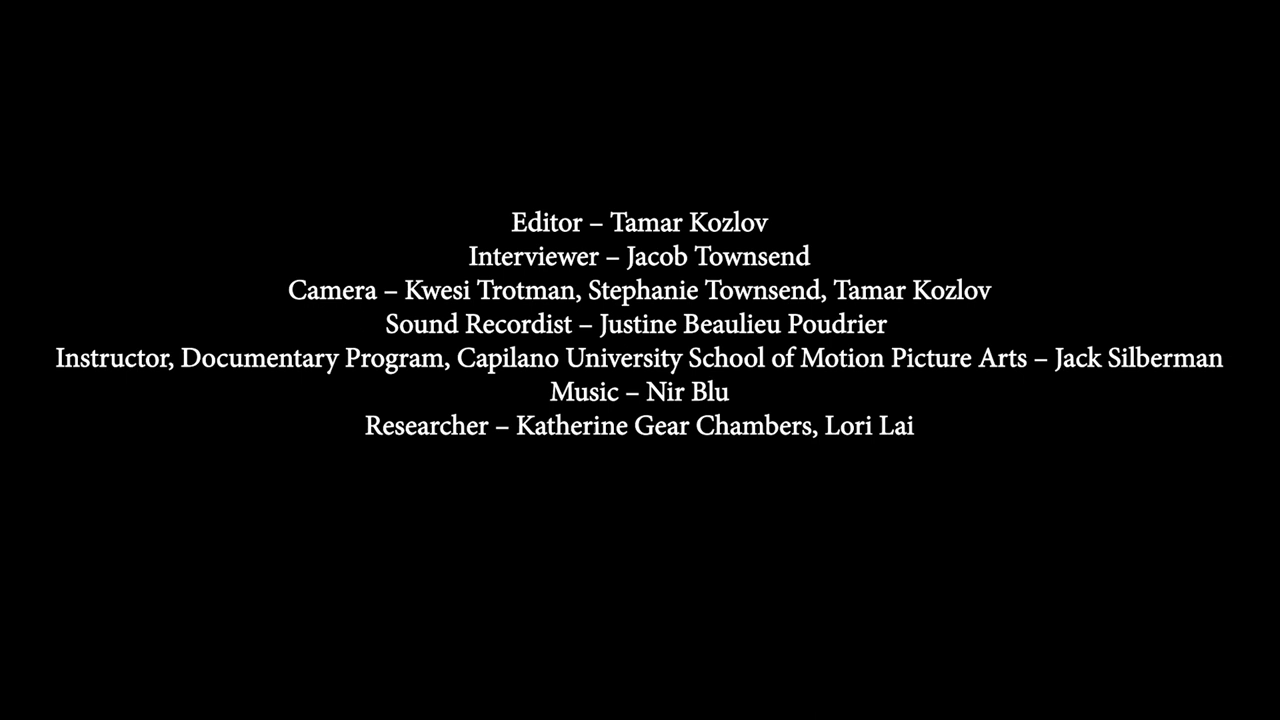 Editor – Tamar Kozlov
Interviewer – Jacob Townsend
Camera – Kwesi Trotman, Stephanie Townsend, Tamar Kozlov
Sound Recordist – Justine Beaulieu Poudrier
Instructor, Documentary Program, Capilano University School of Motion Picture Arts – Jack Silberman
Music – Nir Blu
Researcher – Katherine Gear Chambers, Lori Lai